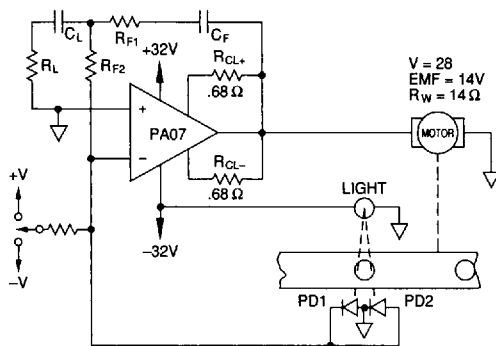 C_L
R_F1
C_F
+32V
R_L
R_F2
R_CL+
.68 Ω
+
PA07
−
R_CL−
.68 Ω
−32V
V = 28
EMF = 14V
R_W = 14 Ω
MOTOR
LIGHT
+V
−V
PD1
PD2